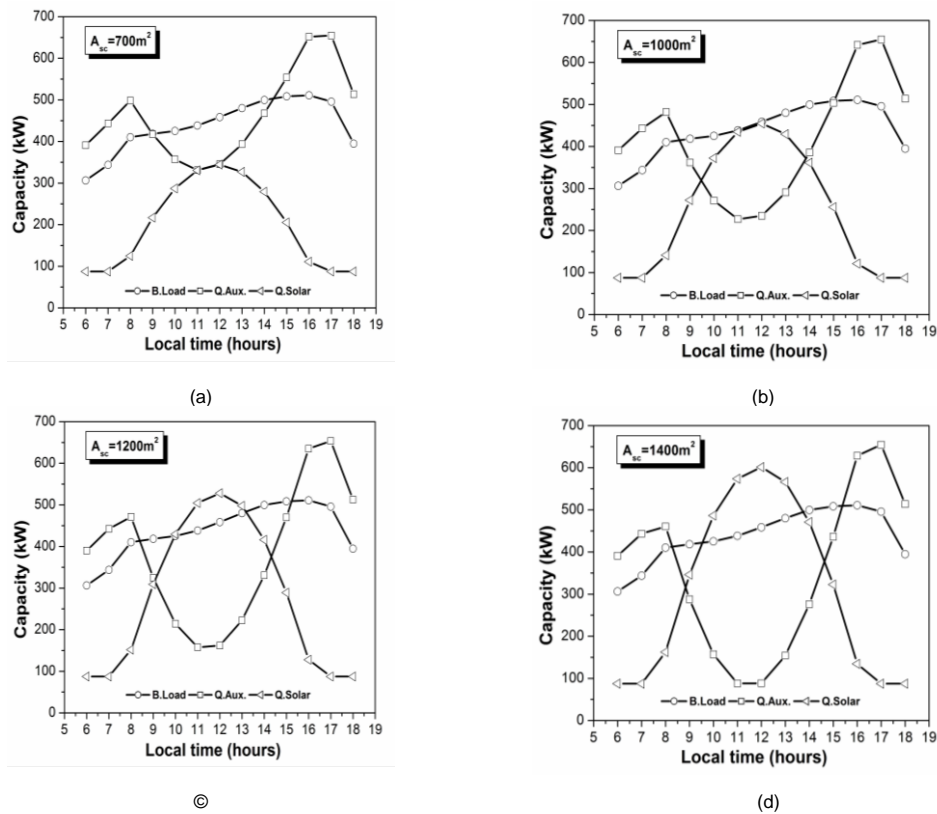 700
600
500
400
300
200
100
0
Capacity (kW)
A_sc=700m²
B.Load Q.Aux. Q.Solar
5 6 7 8 9 10 11 12 13 14 15 16 17 18 19
Local time (hours)
(a)
700
600
500
400
300
200
100
0
Capacity (kW)
A_sc=1000m²
B.Load Q.Aux. Q.Solar
5 6 7 8 9 10 11 12 13 14 15 16 17 18 19
Local time (hours)
(b)
700
600
500
400
300
200
100
0
Capacity (kW)
A_sc=1200m²
B.Load Q.Aux. Q.Solar
5 6 7 8 9 10 11 12 13 14 15 16 17 18 19
Local time (hours)
©
700
600
500
400
300
200
100
0
Capacity (kW)
A_sc=1400m²
B.Load Q.Aux. Q.Solar
5 6 7 8 9 10 11 12 13 14 15 16 17 18 19
Local time (hours)
(d)